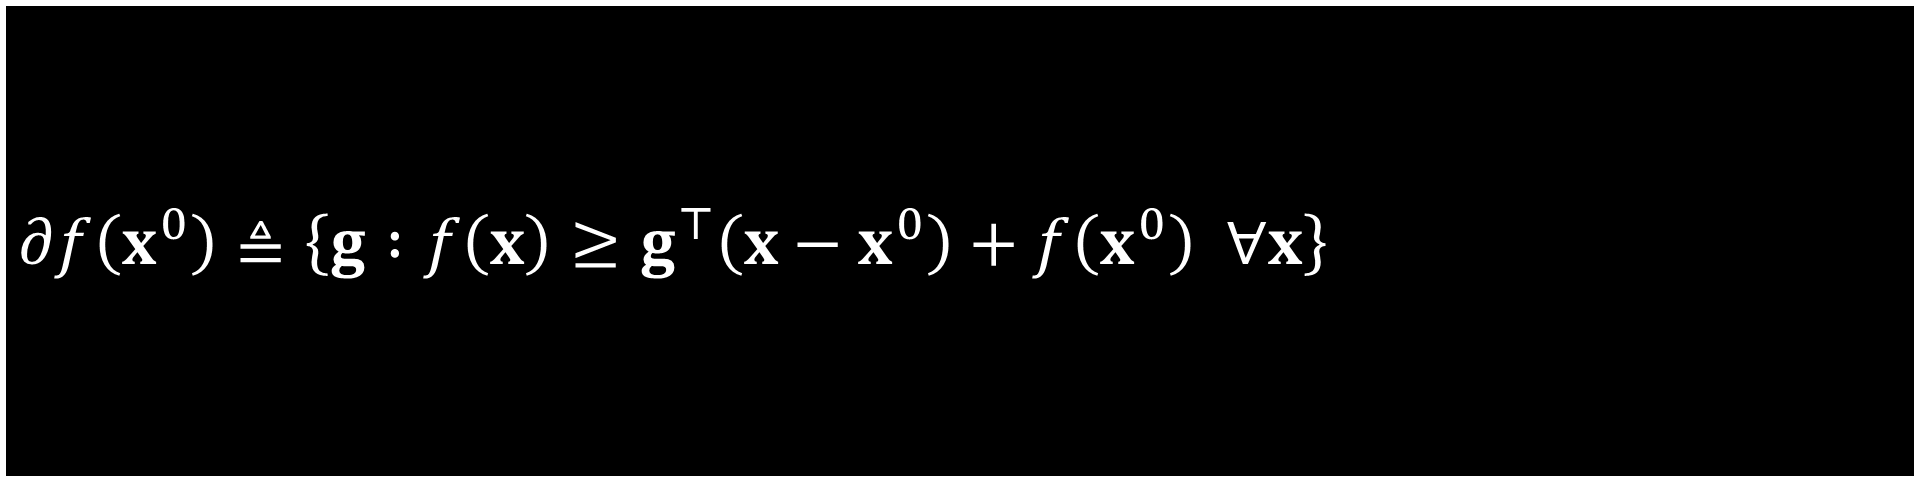 ∂f(𝐱⁰) ≜ {𝐠 : f(𝐱) ≥ 𝐠⊤(𝐱 − 𝐱⁰) + f(𝐱⁰) ∀𝐱}